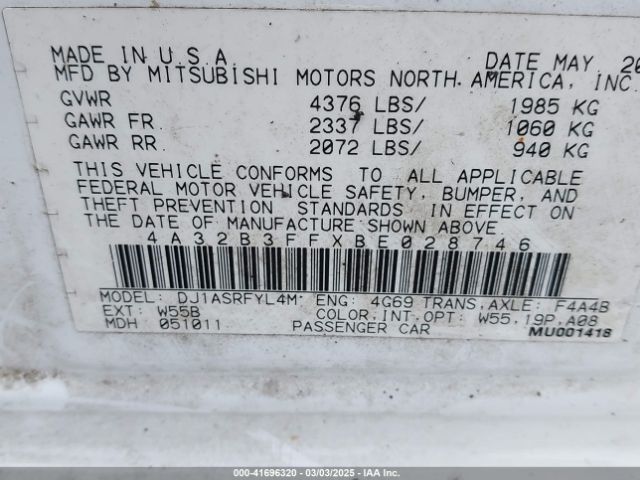 MADE IN U.S.A DATE MAY
MFD BY MITSUBISHI MOTORS NORTH AMERICA, INC.
GVWR 4376 LBS/ 1985 KG
GAWR FR 2337 LBS/ 1060 KG
GAWR RR 2072 LBS/ 940 KG
THIS VEHICLE CONFORMS TO ALL APPLICABLE
FEDERAL MOTOR VEHICLE SAFETY, BUMPER, AND
THEFT PREVENTION STANDARDS IN EFFECT ON
THE DATE OF MANUFACTURE SHOWN ABOVE
4A32B3FFXBE028746
MODEL: DJ1ASRFYL4M ENG: 4G69 TRANS,AXLE: F4A4B
EXT: W55B COLOR,INT,OPT: W55,19P,A08
MDH 051011 PASSENGER CAR MU001418
000-41696320 | 03/03/2025 - IAA Inc.